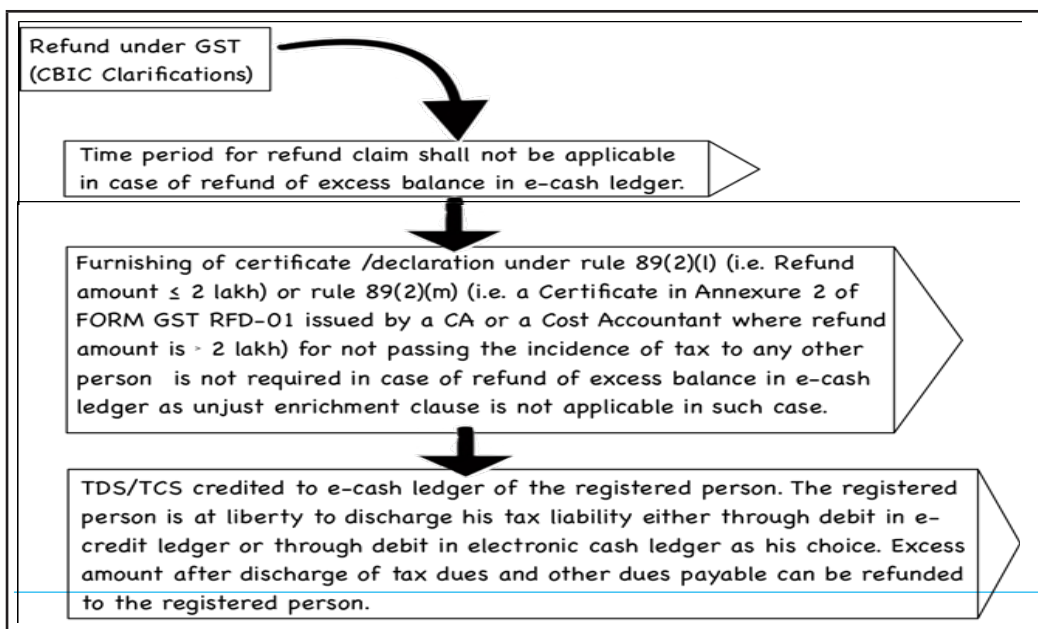 Refund under GST
(CBIC Clarifications)
Time period for refund claim shall not be applicable
in case of refund of excess balance in e-cash ledger.
Furnishing of certificate /declaration under rule 89(2)(l) (i.e. Refund
amount ≤ 2 lakh) or rule 89(2)(m) (i.e. a Certificate in Annexure 2 of
FORM GST RFD-01 issued by a CA or a Cost Accountant where refund
amount is > 2 lakh) for not passing the incidence of tax to any other
person is not required in case of refund of excess balance in e-cash
ledger as unjust enrichment clause is not applicable in such case.
TDS/TCS credited to e-cash ledger of the registered person. The registered
person is at liberty to discharge his tax liability either through debit in e-
credit ledger or through debit in electronic cash ledger as his choice. Excess
amount after discharge of tax dues and other dues payable can be refunded
to the registered person.